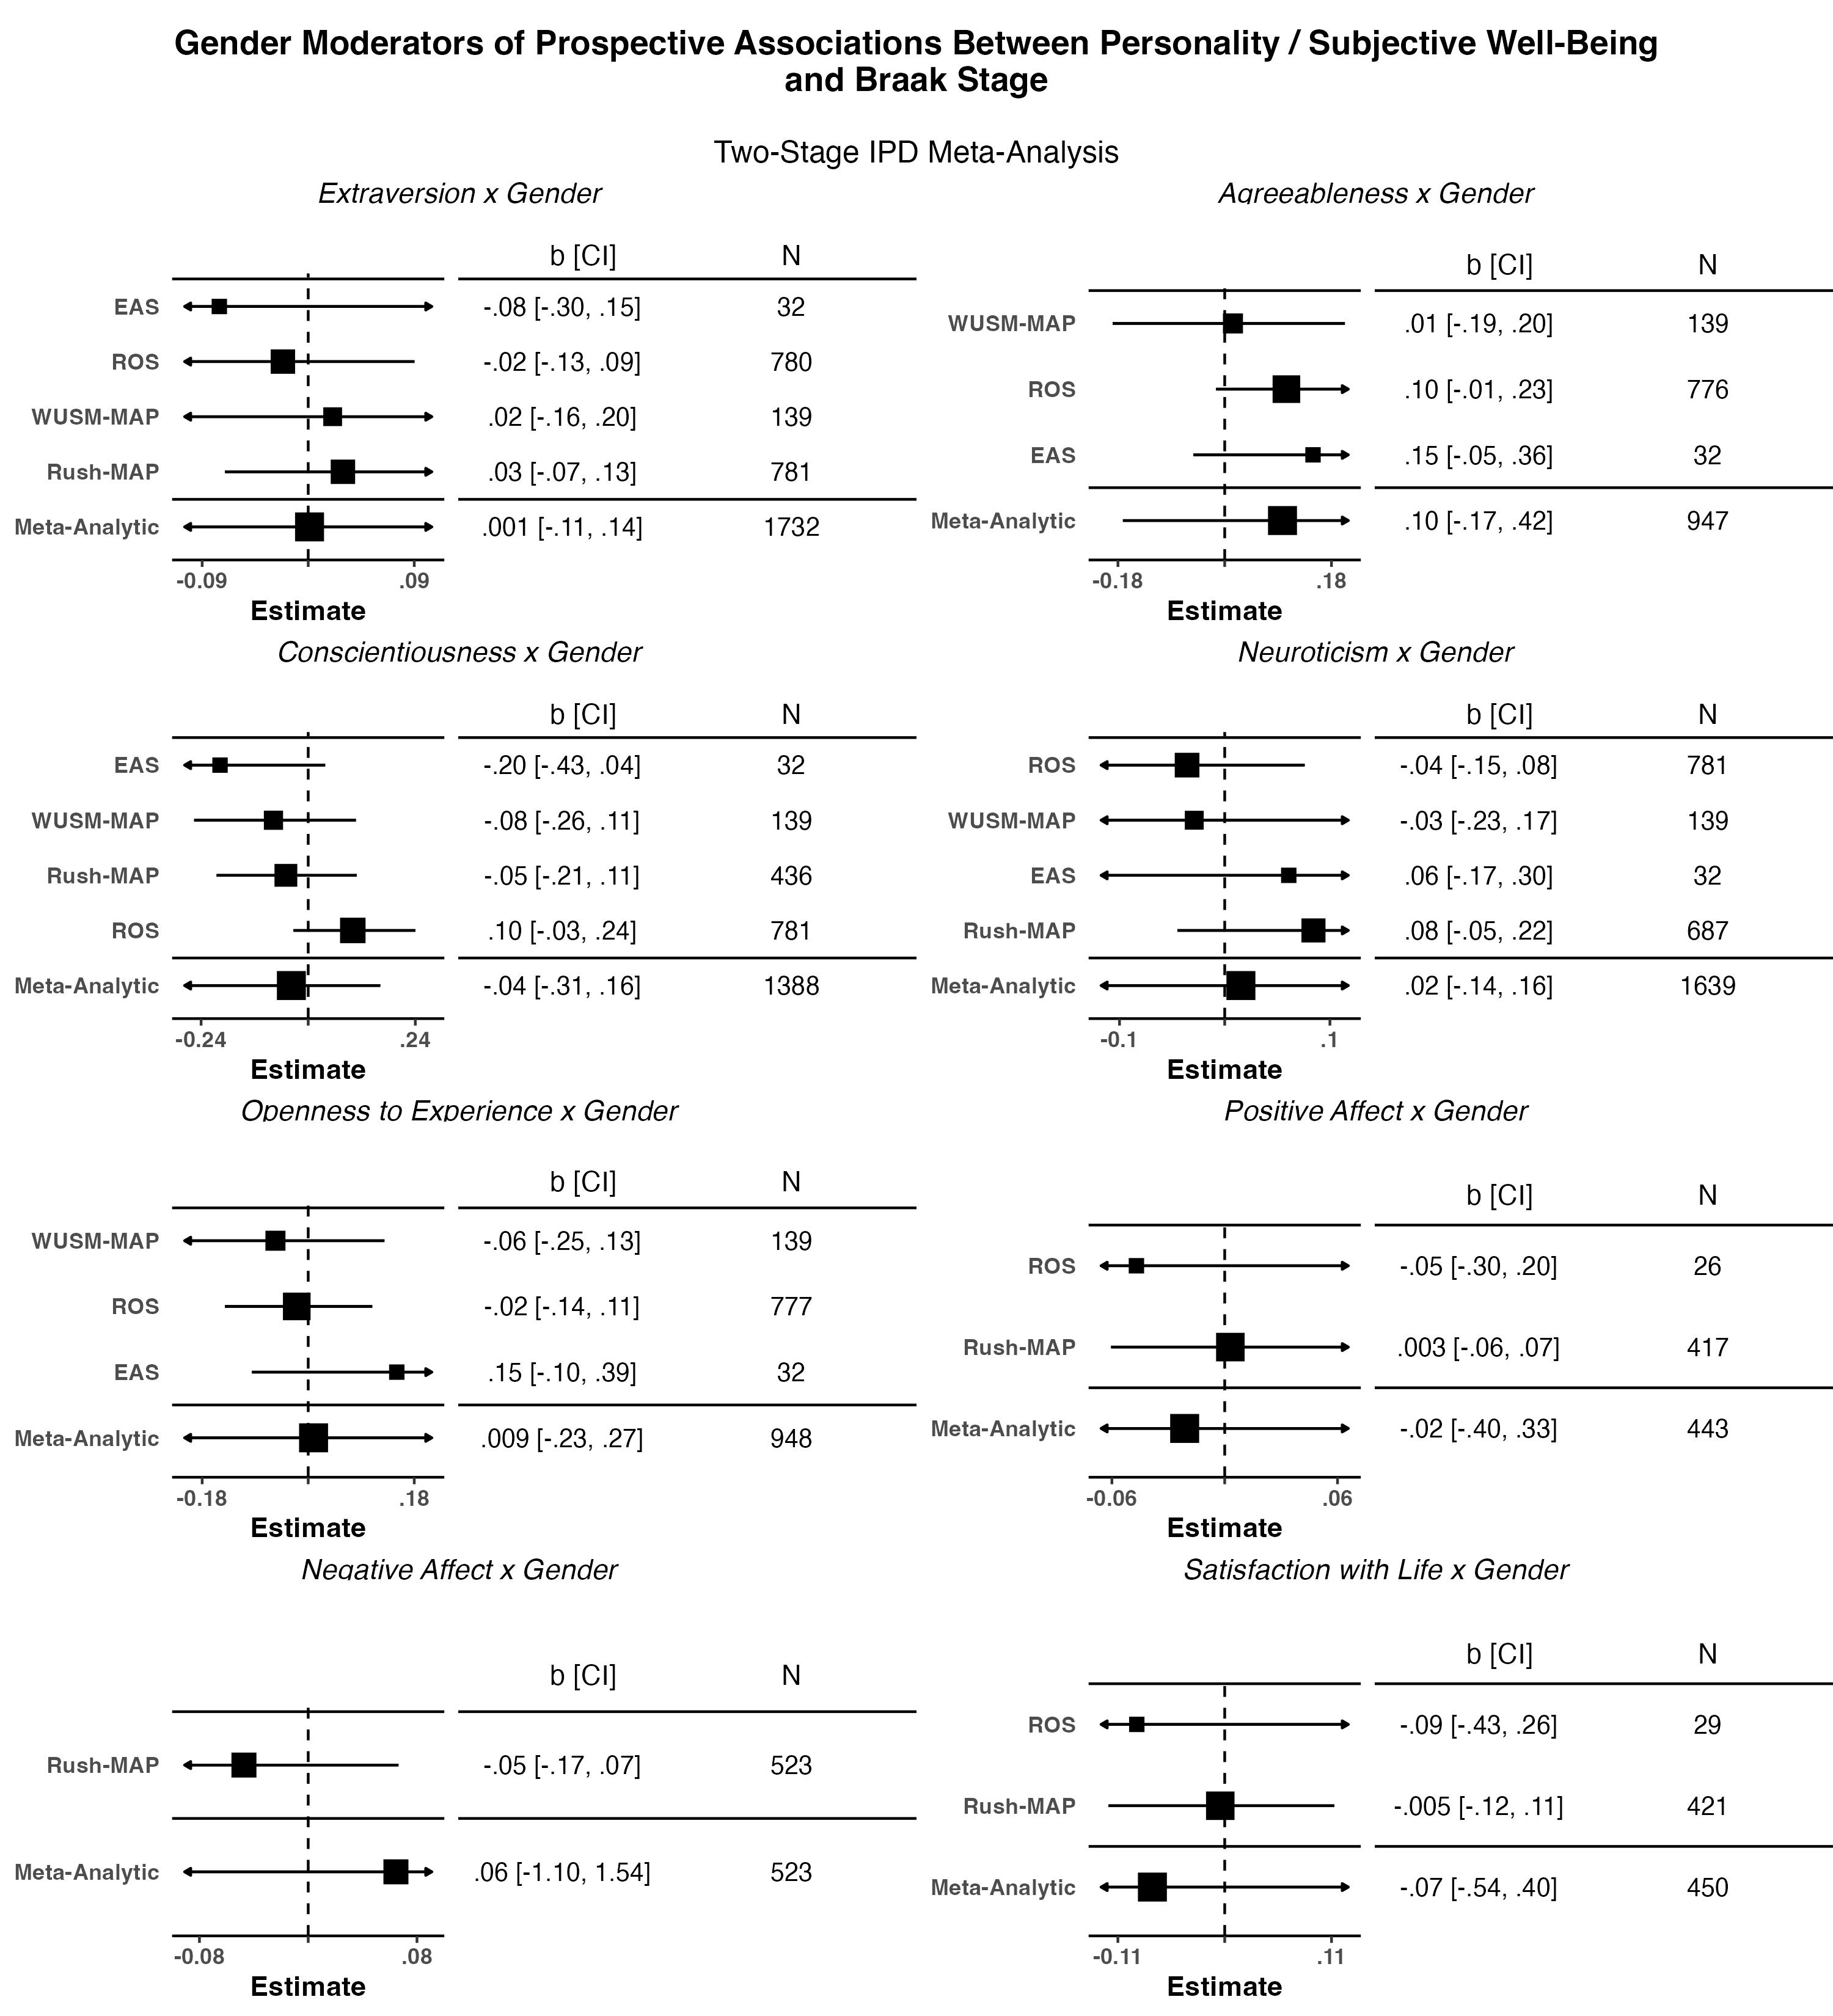 Gender Moderators of Prospective Associations Between Personality / Subjective Well-Being
and Braak Stage
Two-Stage IPD Meta-Analysis
Extraversion x Gender
b [CI] N
EAS -.08 [-.30, .15] 32
ROS -.02 [-.13, .09] 780
WUSM-MAP .02 [-.16, .20] 139
Rush-MAP .03 [-.07, .13] 781
Meta-Analytic .001 [-.11, .14] 1732
-0.09 .09
Estimate
Agreeableness x Gender
b [CI] N
WUSM-MAP .01 [-.19, .20] 139
ROS .10 [-.01, .23] 776
EAS .15 [-.05, .36] 32
Meta-Analytic .10 [-.17, .42] 947
-0.18 .18
Estimate
Conscientiousness x Gender
b [CI] N
EAS -.20 [-.43, .04] 32
WUSM-MAP -.08 [-.26, .11] 139
Rush-MAP -.05 [-.21, .11] 436
ROS .10 [-.03, .24] 781
Meta-Analytic -.04 [-.31, .16] 1388
-0.24 .24
Estimate
Neuroticism x Gender
b [CI] N
ROS -.04 [-.15, .08] 781
WUSM-MAP -.03 [-.23, .17] 139
EAS .06 [-.17, .30] 32
Rush-MAP .08 [-.05, .22] 687
Meta-Analytic .02 [-.14, .16] 1639
-0.1 .1
Estimate
Openness to Experience x Gender
b [CI] N
WUSM-MAP -.06 [-.25, .13] 139
ROS -.02 [-.14, .11] 777
EAS .15 [-.10, .39] 32
Meta-Analytic .009 [-.23, .27] 948
-0.18 .18
Estimate
Positive Affect x Gender
b [CI] N
ROS -.05 [-.30, .20] 26
Rush-MAP .003 [-.06, .07] 417
Meta-Analytic -.02 [-.40, .33] 443
-0.06 .06
Estimate
Negative Affect x Gender
b [CI] N
Rush-MAP -.05 [-.17, .07] 523
Meta-Analytic .06 [-1.10, 1.54] 523
-0.08 .08
Estimate
Satisfaction with Life x Gender
b [CI] N
ROS -.09 [-.43, .26] 29
Rush-MAP -.005 [-.12, .11] 421
Meta-Analytic -.07 [-.54, .40] 450
-0.11 .11
Estimate